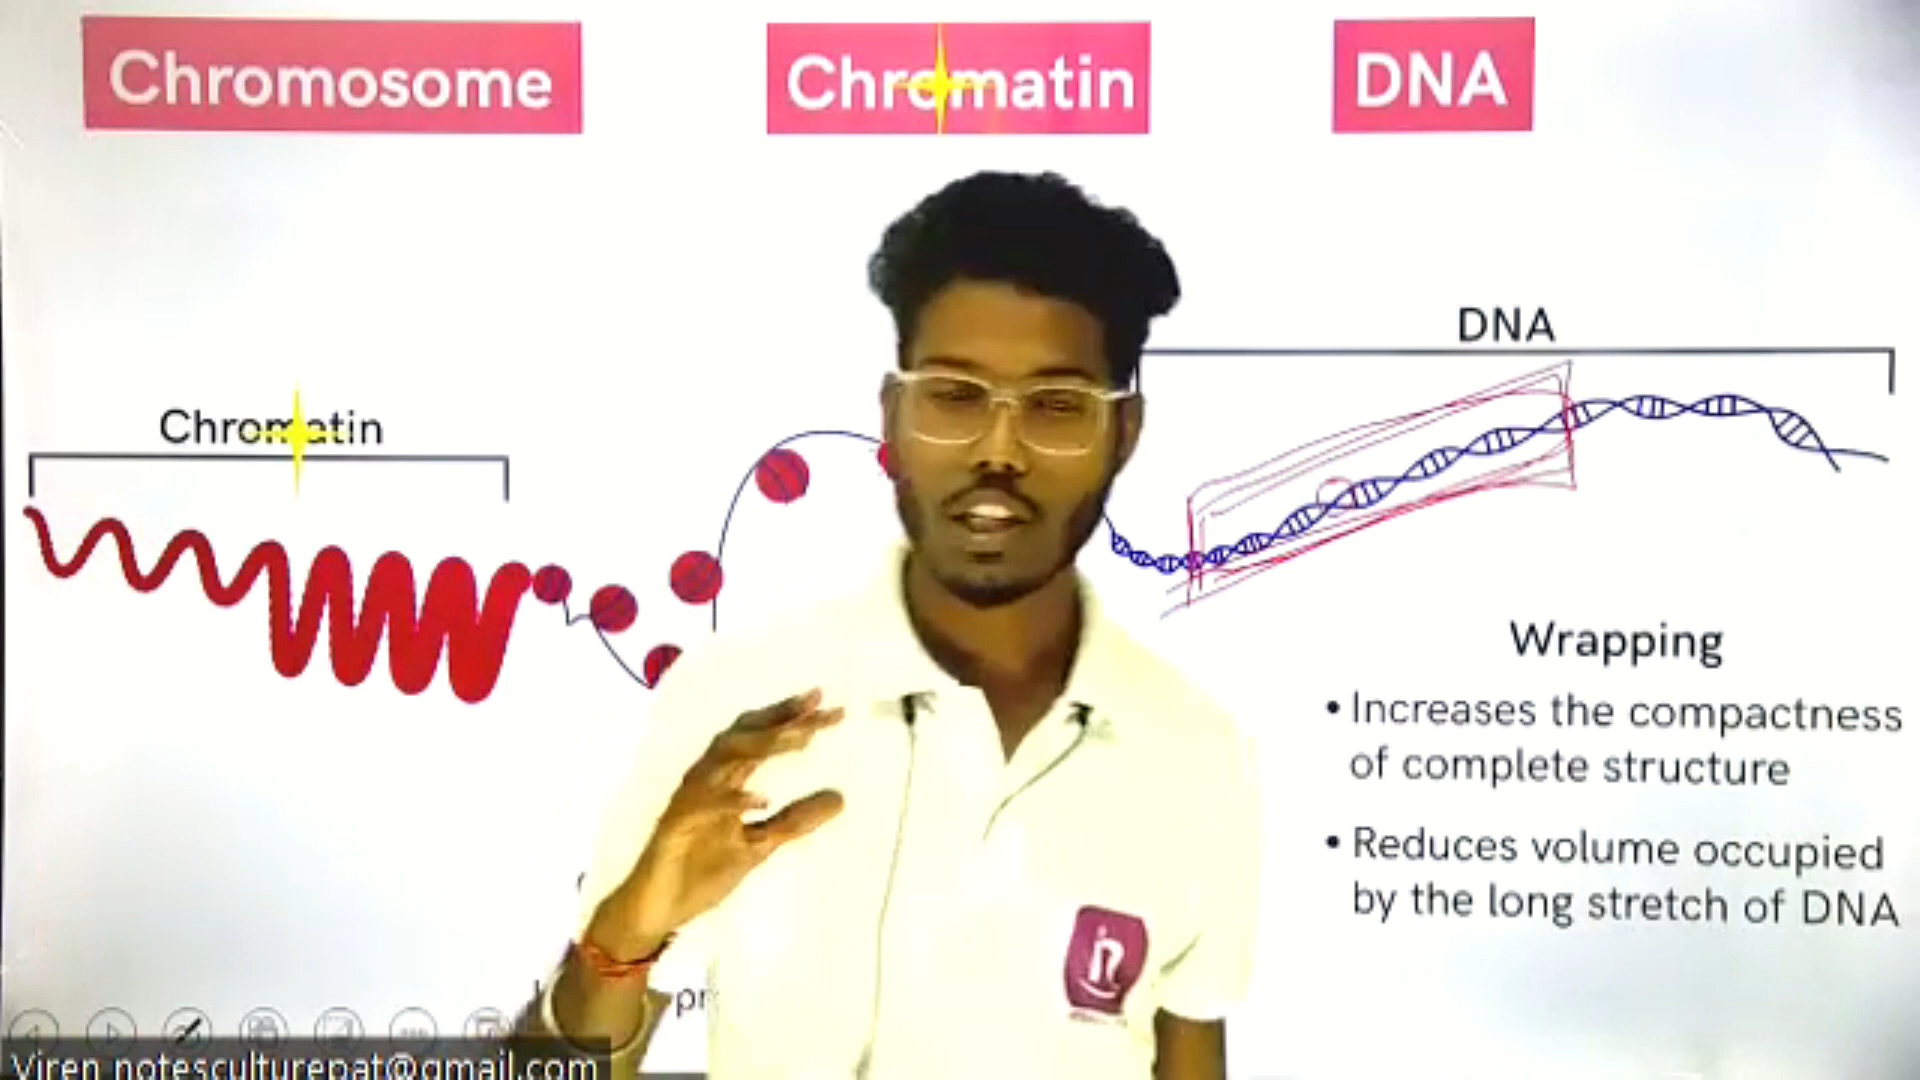 Chromosome
Chromatin
DNA
DNA
Chromatin
Wrapping
• Increases the compactness
of complete structure
• Reduces volume occupied
by the long stretch of DNA
Viren notesculturepat@gmail.com